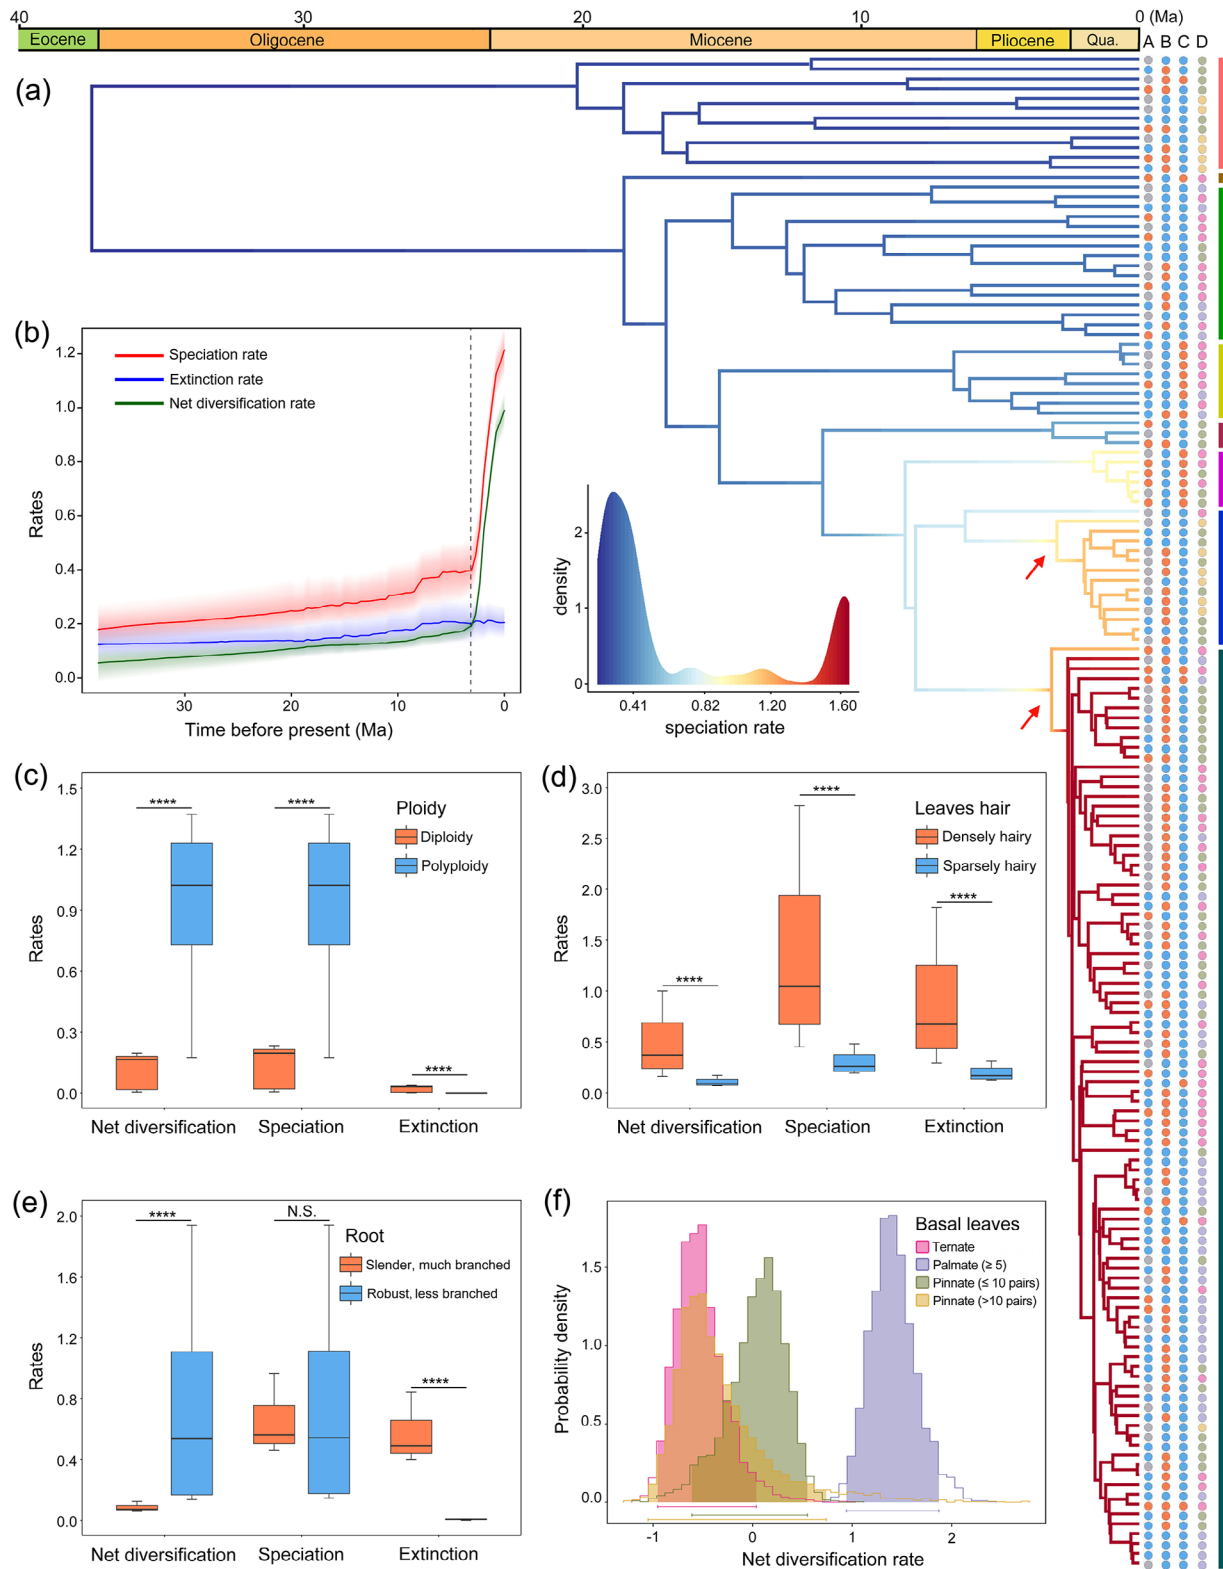 40 30 20 10 0 (Ma)
Eocene Oligocene Miocene Pliocene Qua. A B C D
(a)
(b)
Speciation rate
Extinction rate
Net diversification rate
1.2
1.0
0.8
0.6
0.4
0.2
0.0
Rates
30 20 10 0
Time before present (Ma)
2
1
0
density
0.41 0.82 1.20 1.60
speciation rate
(c)
1.5
1.2
0.9
0.6
0.3
0.0
Rates
**** **** ****
Ploidy
Diploidy
Polyploidy
Net diversification Speciation Extinction
(d)
3.0
2.5
2.0
1.5
1.0
0.5
0.0
Rates
**** **** ****
Leaves hair
Densely hairy
Sparsely hairy
Net diversification Speciation Extinction
(e)
2.0
1.6
1.2
0.8
0.4
0.0
Rates
**** N.S. ****
Root
Slender, much branched
Robust, less branched
Net diversification Speciation Extinction
(f)
1.5
1.0
0.5
0.0
Probability density
Basal leaves
Ternate
Palmate (≥ 5)
Pinnate (≤ 10 pairs)
Pinnate (>10 pairs)
-1 0 1 2
Net diversification rate